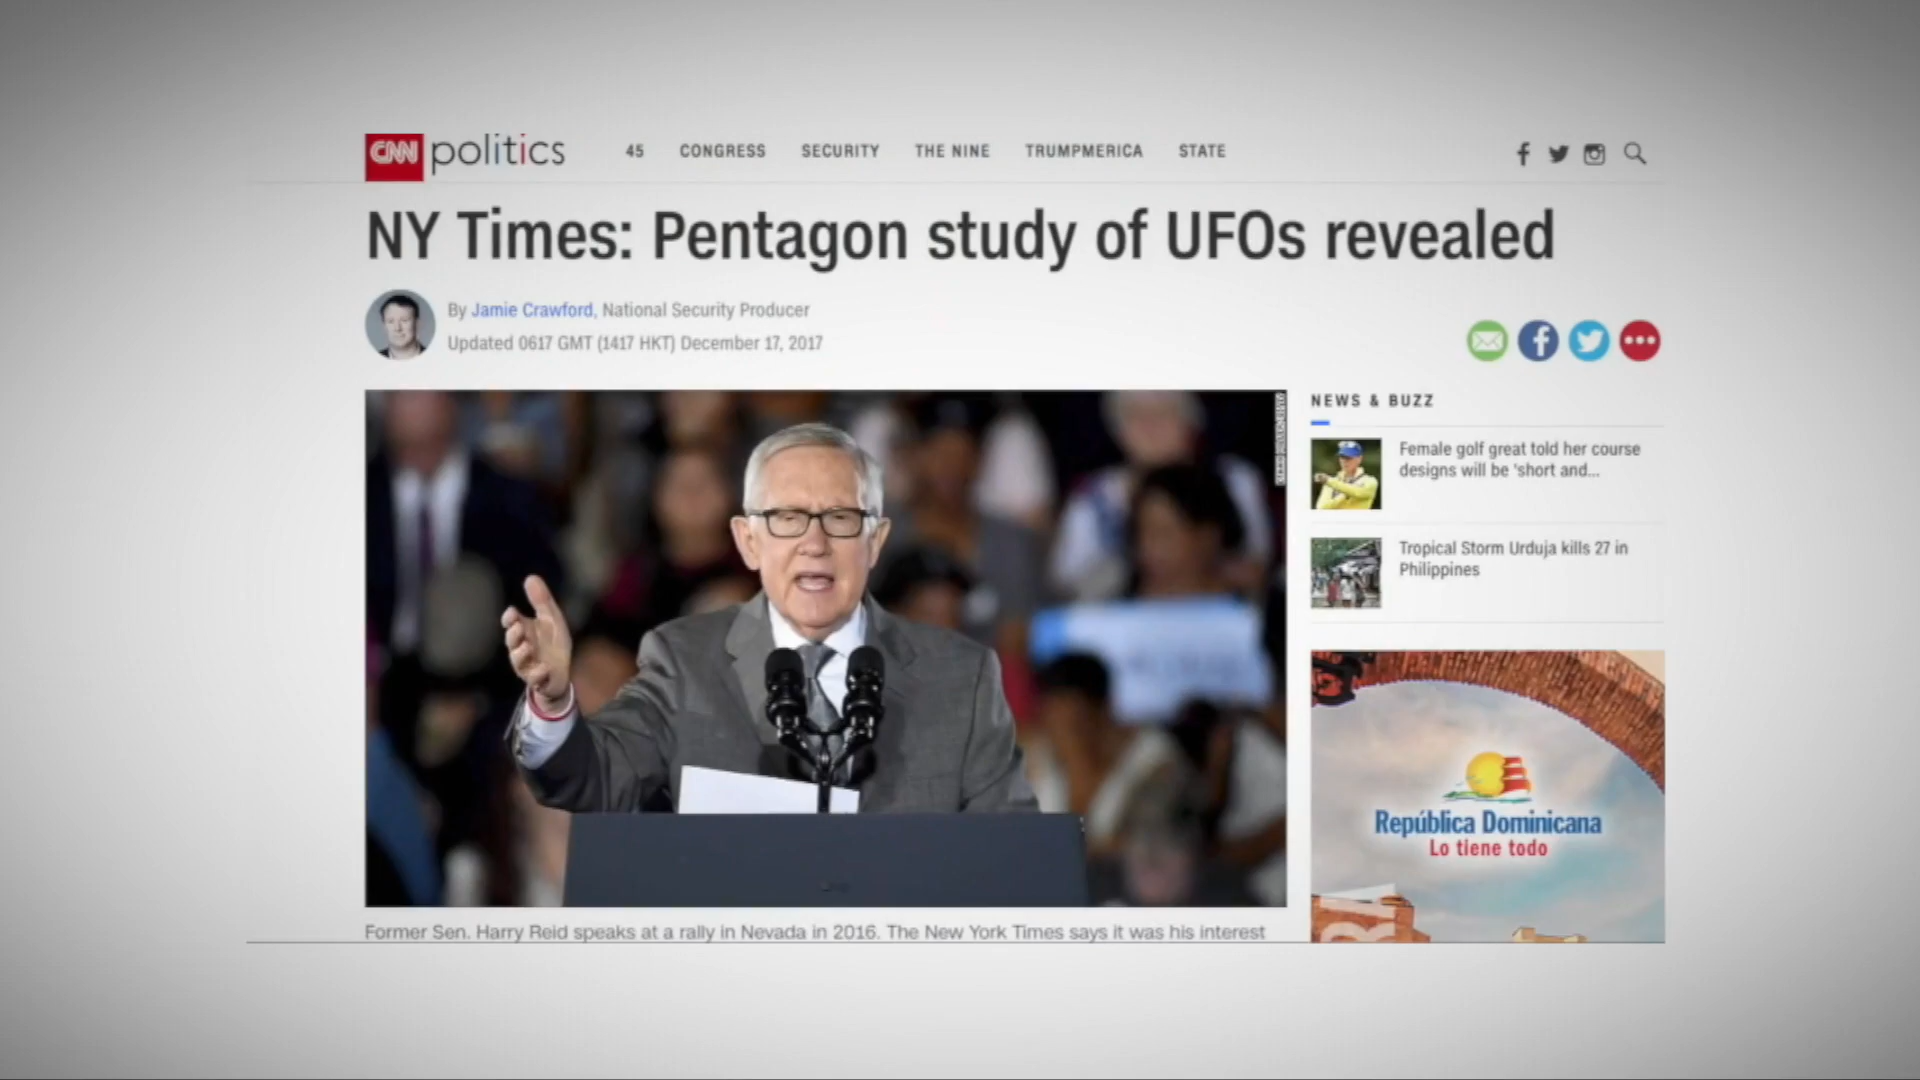 CNN politics 45 CONGRESS SECURITY THE NINE TRUMPMERICA STATE
NY Times: Pentagon study of UFOs revealed
By Jamie Crawford, National Security Producer
Updated 0617 GMT (1417 HKT) December 17, 2017
Former Sen. Harry Reid speaks at a rally in Nevada in 2016. The New York Times says it was his interest
NEWS & BUZZ
Female golf great told her course
designs will be 'short and...
Tropical Storm Urduja kills 27 in
Philippines
República Dominicana
Lo tiene todo